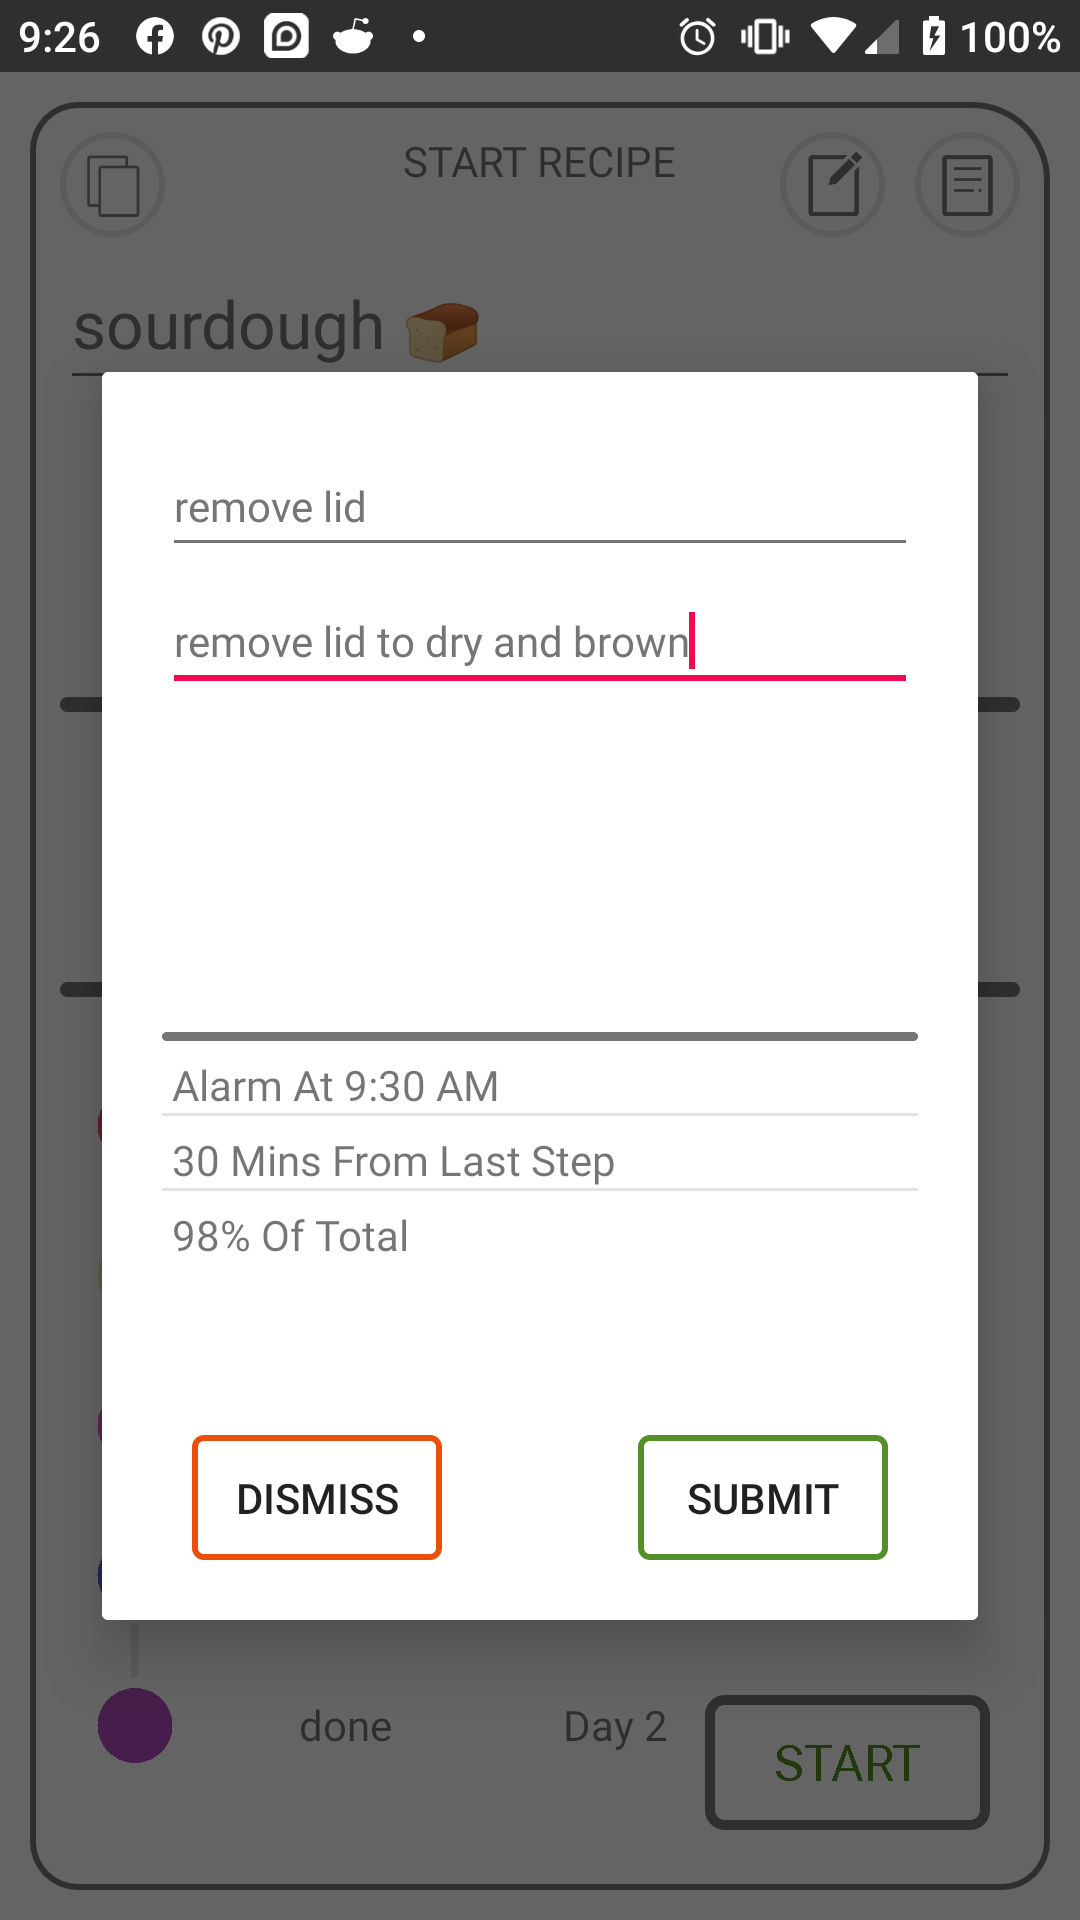 9:26 100%
START RECIPE
sourdough 🍞
remove lid
remove lid to dry and brown
Alarm At 9:30 AM
30 Mins From Last Step
98% Of Total
DISMISS SUBMIT
done Day 2
START